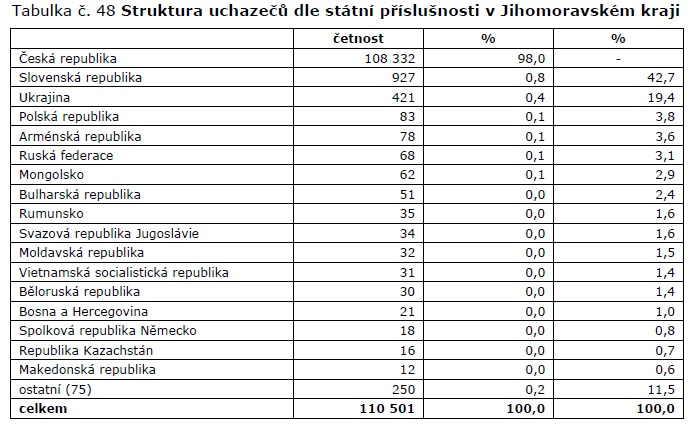 Tabulka č. 48 Struktura uchazečů dle státní příslušnosti v Jihomoravském kraji
četnost % %
Česká republika 108 332 98,0 -
Slovenská republika 927 0,8 42,7
Ukrajina 421 0,4 19,4
Polská republika 83 0,1 3,8
Arménská republika 78 0,1 3,6
Ruská federace 68 0,1 3,1
Mongolsko 62 0,1 2,9
Bulharská republika 51 0,0 2,4
Rumunsko 35 0,0 1,6
Svazová republika Jugoslávie 34 0,0 1,6
Moldavská republika 32 0,0 1,5
Vietnamská socialistická republika 31 0,0 1,4
Běloruská republika 30 0,0 1,4
Bosna a Hercegovina 21 0,0 1,0
Spolková republika Německo 18 0,0 0,8
Republika Kazachstán 16 0,0 0,7
Makedonská republika 12 0,0 0,6
ostatní (75) 250 0,2 11,5
celkem 110 501 100,0 100,0